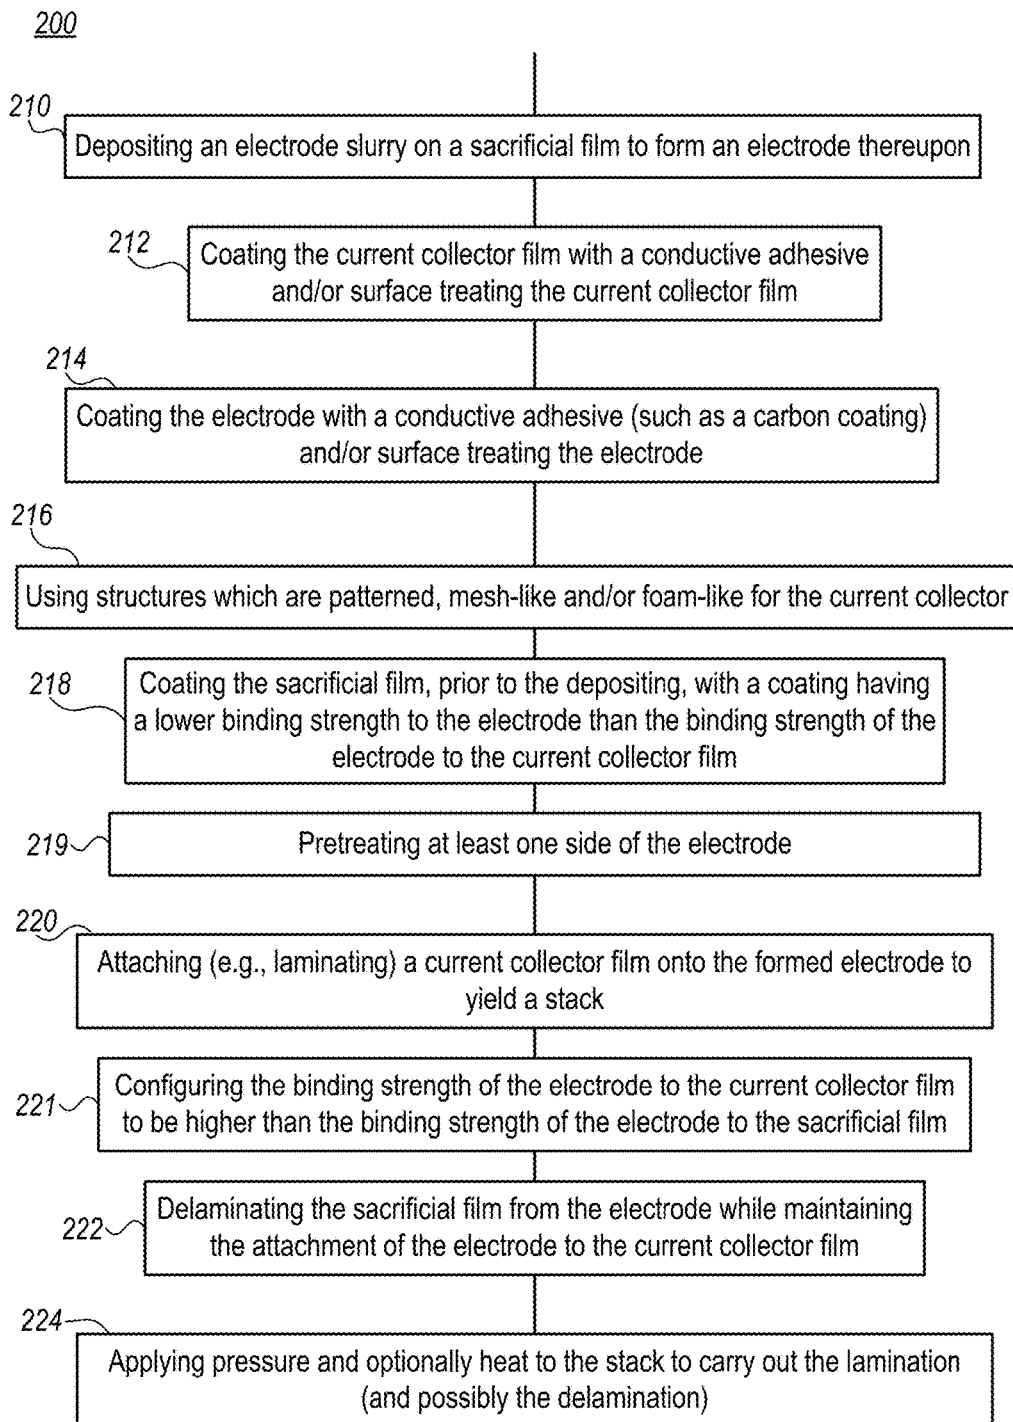 200
210
Depositing an electrode slurry on a sacrificial film to form an electrode thereupon
212
Coating the current collector film with a conductive adhesive
and/or surface treating the current collector film
214
Coating the electrode with a conductive adhesive (such as a carbon coating)
and/or surface treating the electrode
216
Using structures which are patterned, mesh-like and/or foam-like for the current collector
218
Coating the sacrificial film, prior to the depositing, with a coating having
a lower binding strength to the electrode than the binding strength of the
electrode to the current collector film
219
Pretreating at least one side of the electrode
220
Attaching (e.g., laminating) a current collector film onto the formed electrode to
yield a stack
221
Configuring the binding strength of the electrode to the current collector film
to be higher than the binding strength of the electrode to the sacrificial film
222
Delaminating the sacrificial film from the electrode while maintaining
the attachment of the electrode to the current collector film
224
Applying pressure and optionally heat to the stack to carry out the lamination
(and possibly the delamination)